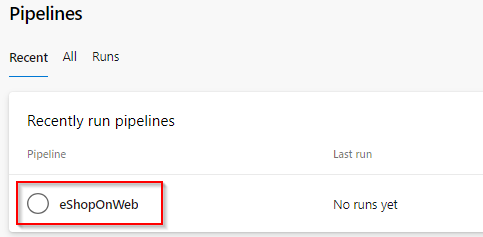 Pipelines
Recent All Runs
Recently run pipelines
Pipeline Last run
eShopOnWeb No runs yet